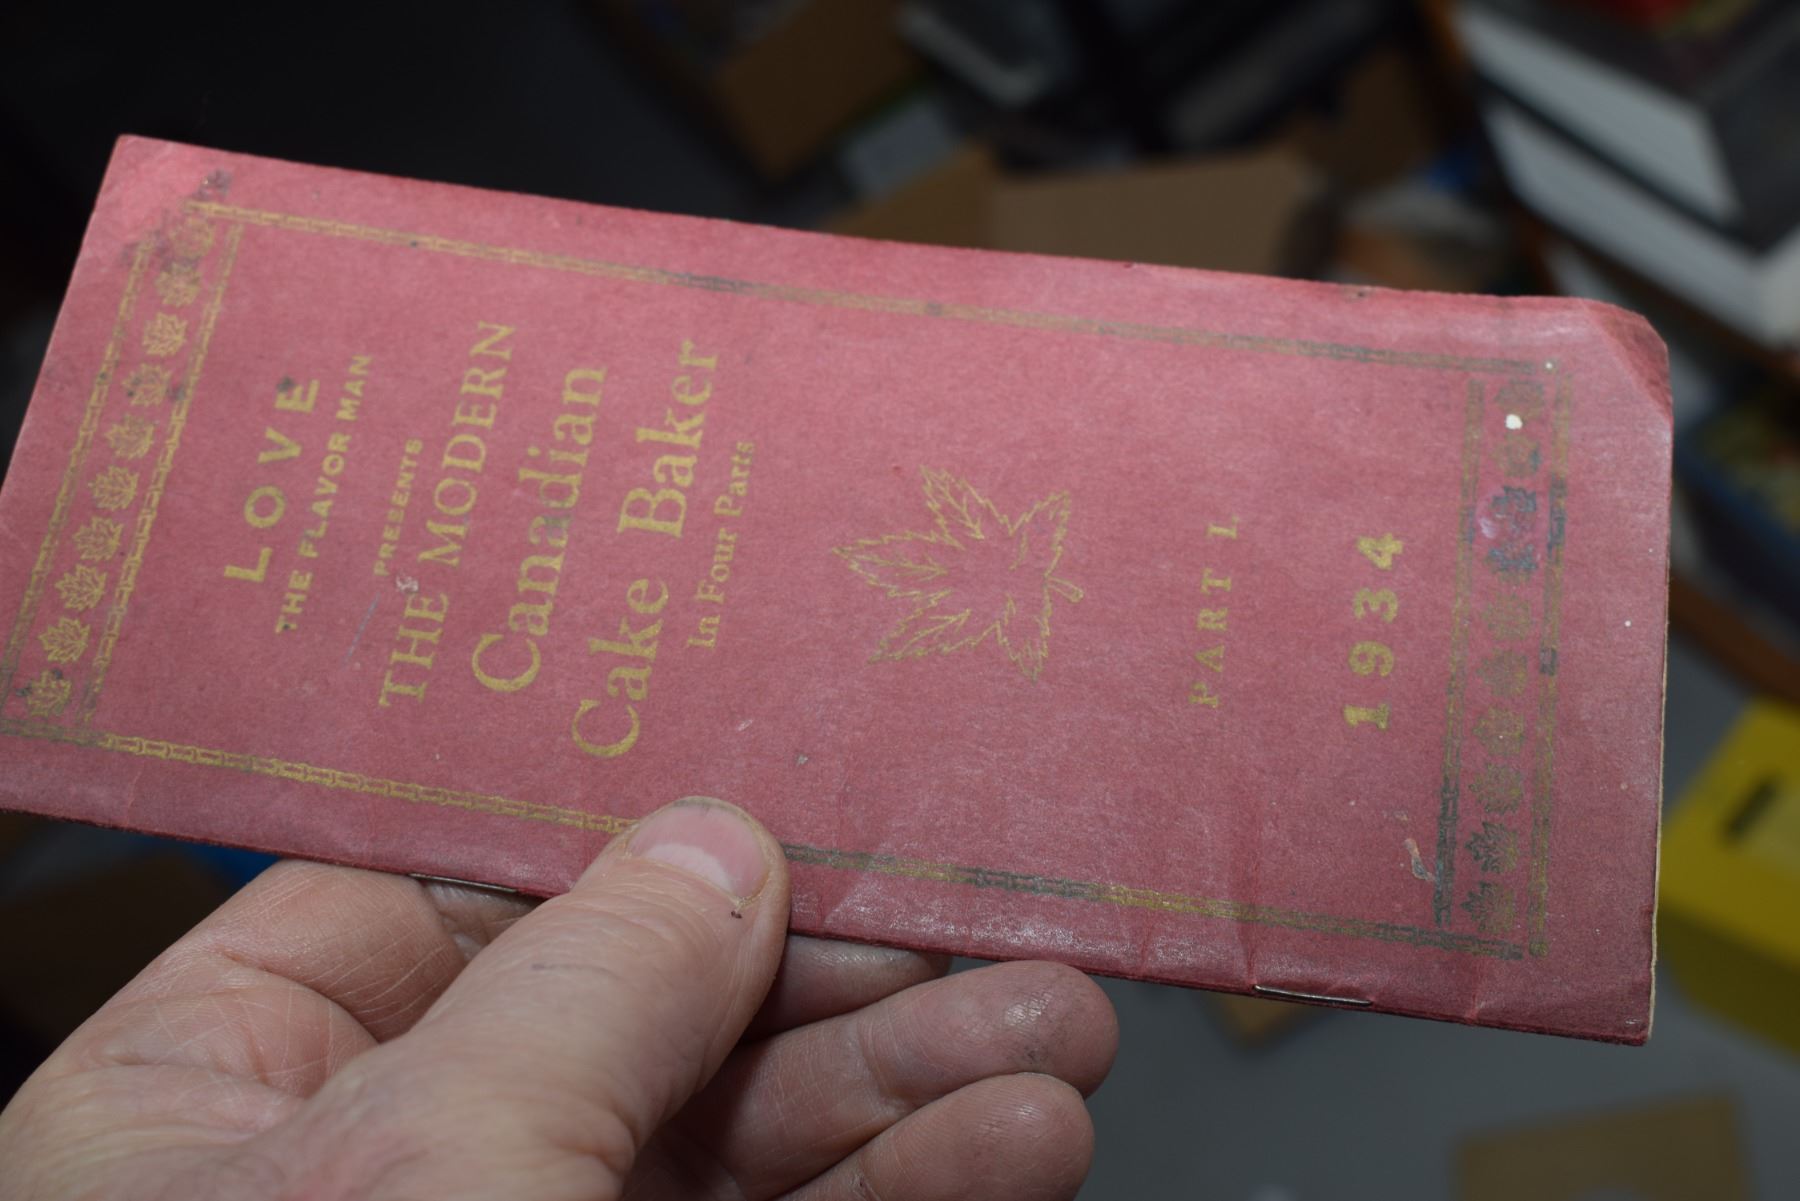 LOVE
THE FLAVOR MAN
PRESENTS
THE MODERN
Canadian
Cake Baker
In Four Parts
PART I.
1934